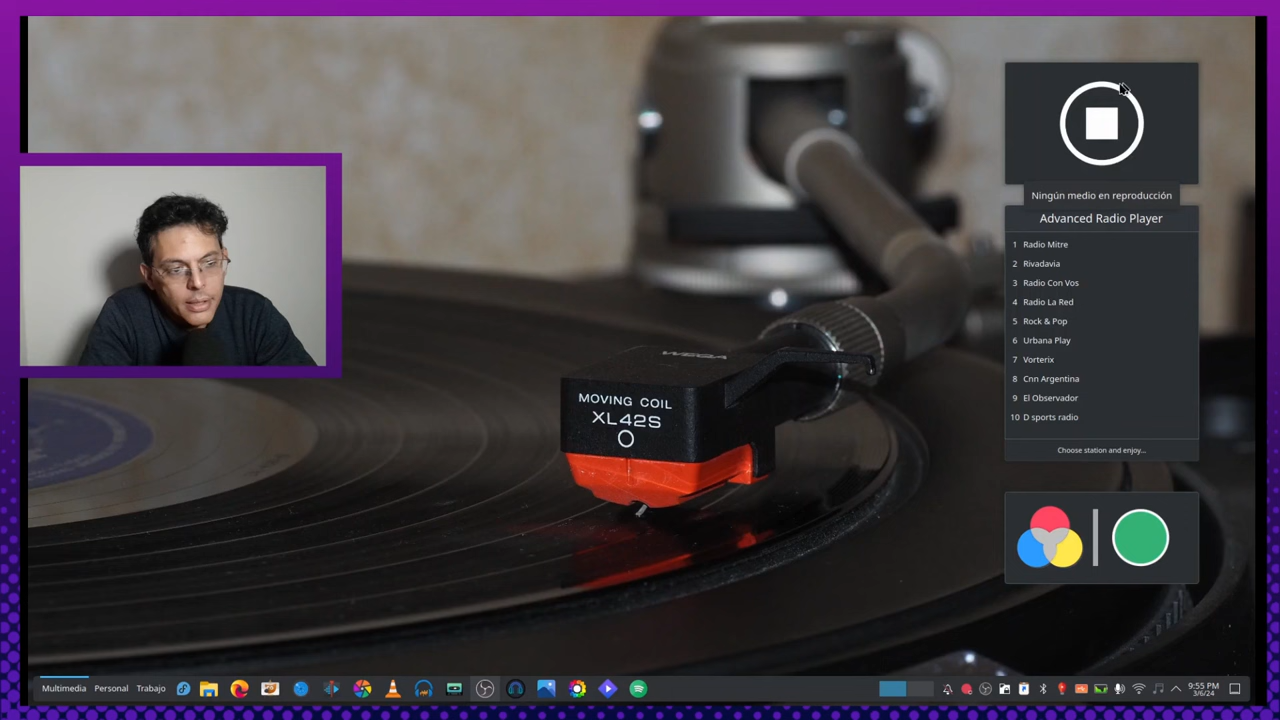 Ningún medio en reproducción
Advanced Radio Player
1 Radio Mitre
2 Rivadavia
3 Radio Con Vos
4 Radio La Red
5 Rock & Pop
6 Urbana Play
7 Vorterix
8 Cnn Argentina
9 El Observador
10 D sports radio
Choose station and enjoy...
WEGA
MOVING COIL
XL42S
Multimedia Personal Trabajo
9:55 PM
3/6/24